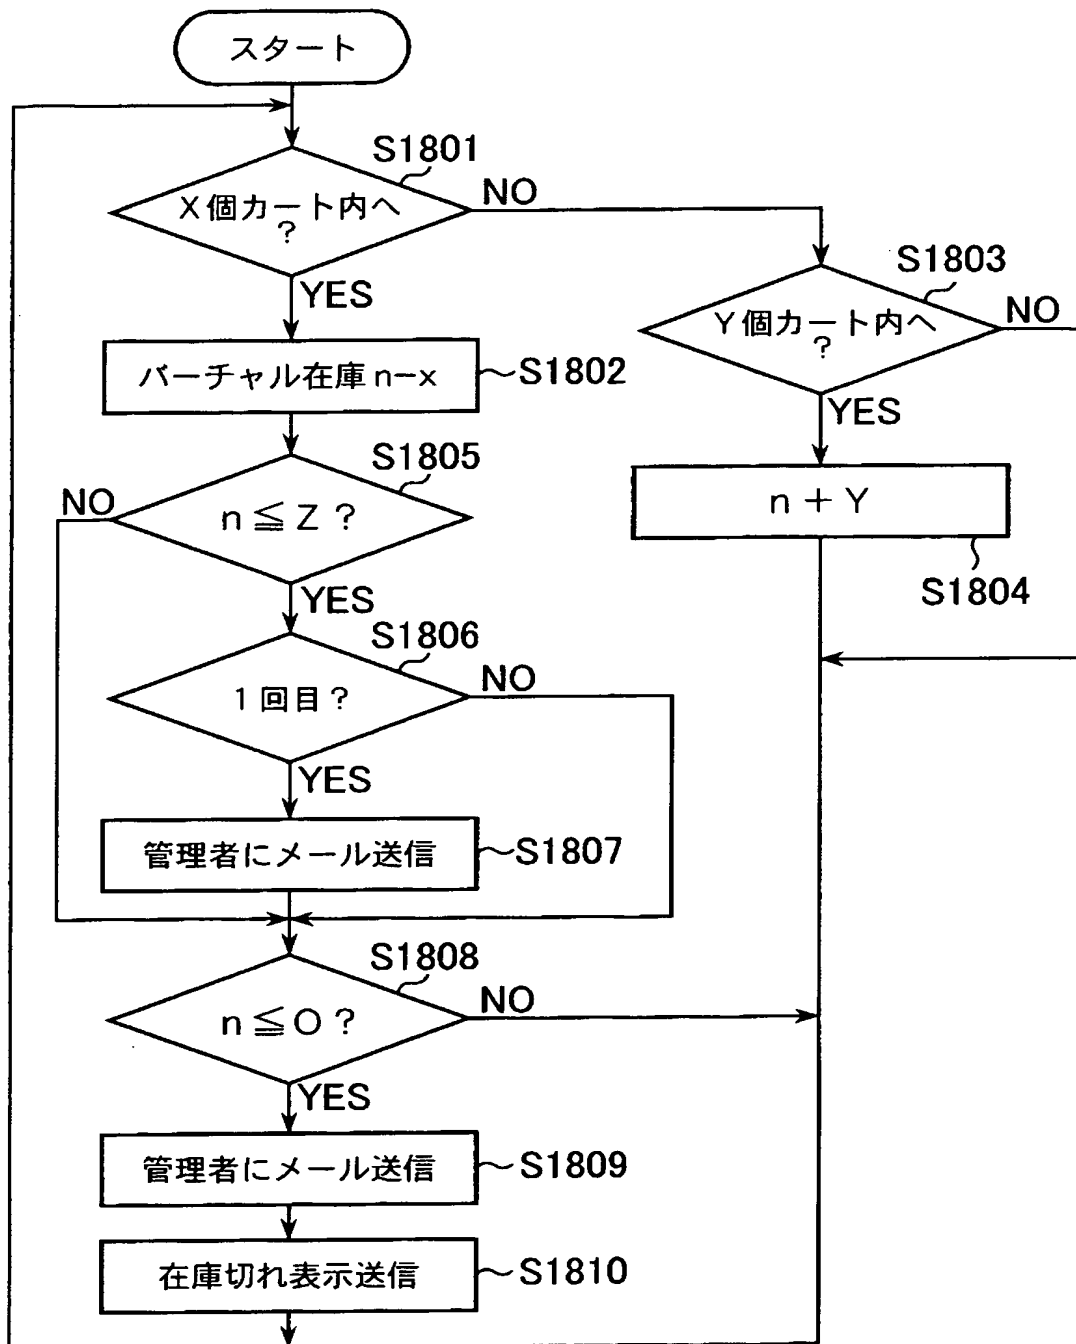 スタート
S1801
X個カート内へ
?
NO
YES
S1803
Y個カート内へ
?
NO
YES
バーチャル在庫 n-x
S1802
n + Y
S1804
S1805
n ≦ Z ?
NO
YES
S1806
1回目?
NO
YES
管理者にメール送信
S1807
S1808
n ≦ O ?
NO
YES
管理者にメール送信
S1809
在庫切れ表示送信
S1810